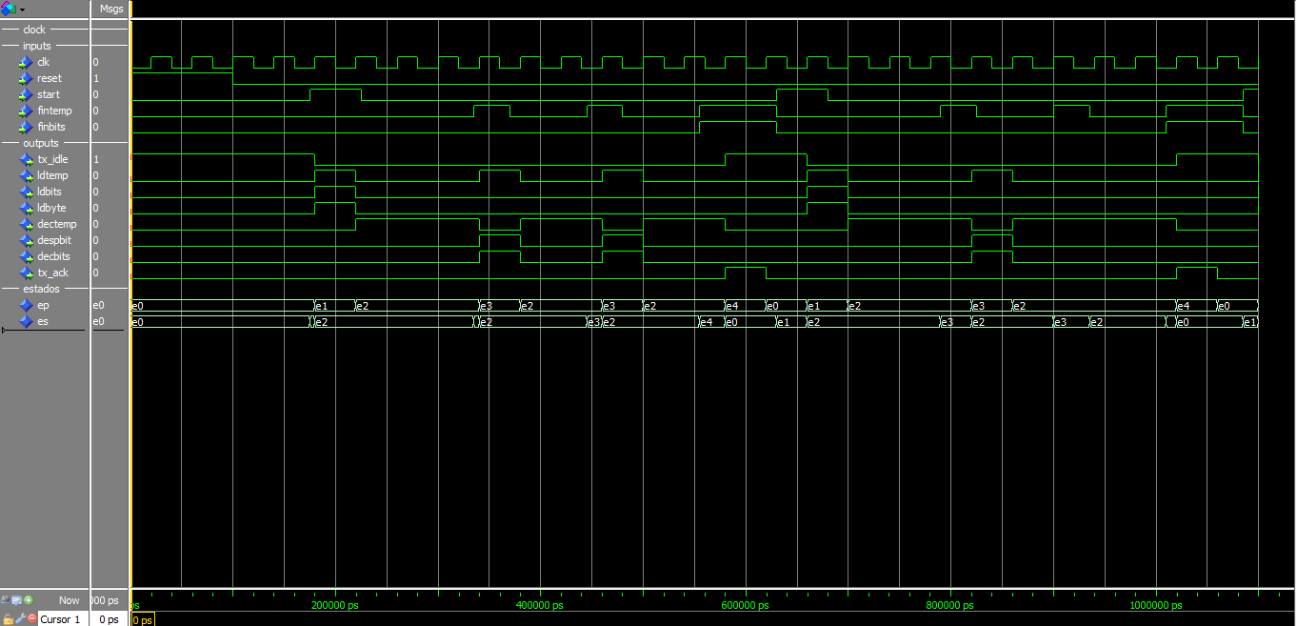 Msgs
clock
inputs
clk 0
reset 1
start 0
fintemp 0
finbits 0
outputs
tx_idle 1
ldtemp 0
ldbits 0
ldbyte 0
dectemp 0
despbit 0
decbits 0
tx_ack 0
estados
ep e0 e0 e1 e2 e3 e2 e3 e2 e4 e0 e1 e2 e3 e2 e4 e0
es e0 e0 e2 e2 e3 e2 e4 e0 e1 e2 e3 e2 e3 e2 e0 e1
Now 000 ps ps 200000 ps 400000 ps 600000 ps 800000 ps 1000000 ps
Cursor 1 0 ps 0 ps